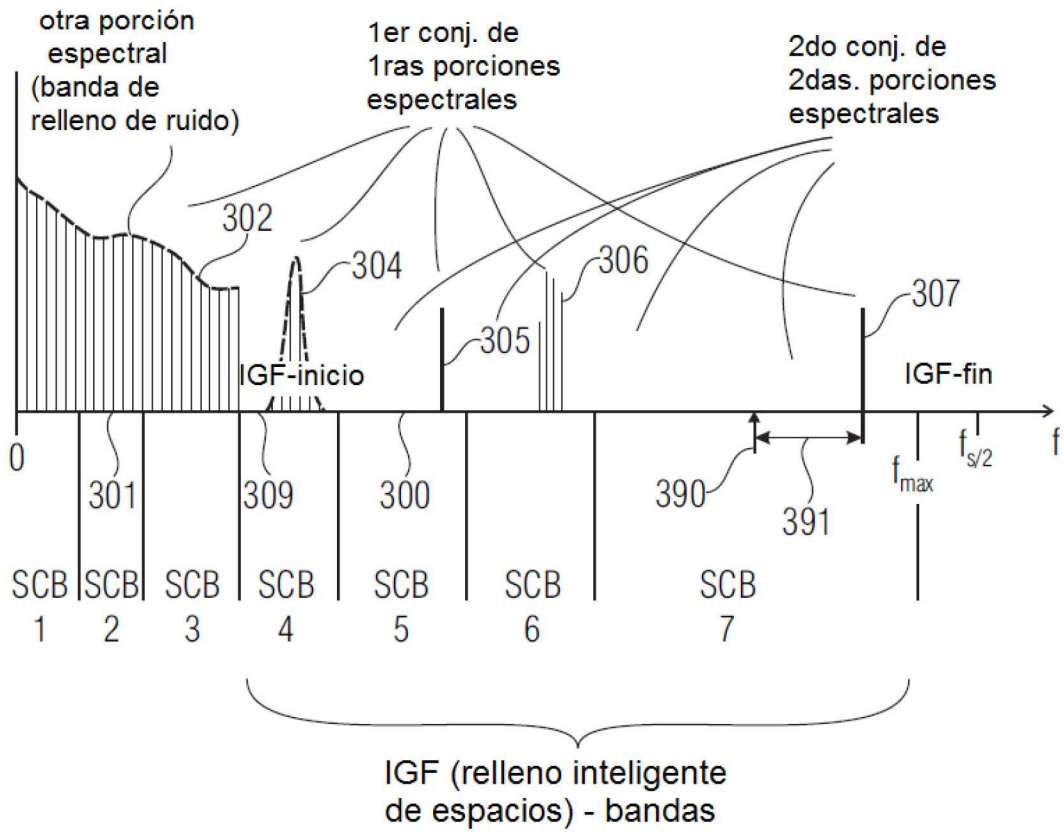 otra porción
espectral
(banda de
relleno de ruido)
1er conj. de
1ras porciones
espectrales
2do conj. de
2das. porciones
espectrales
302
304
306
307
305
IGF-inicio
IGF-fin
0
301
309
300
390
391
fmax
fs/2
f
SCB
1
SCB
2
SCB
3
SCB
4
SCB
5
SCB
6
SCB
7
IGF (relleno inteligente
de espacios) - bandas